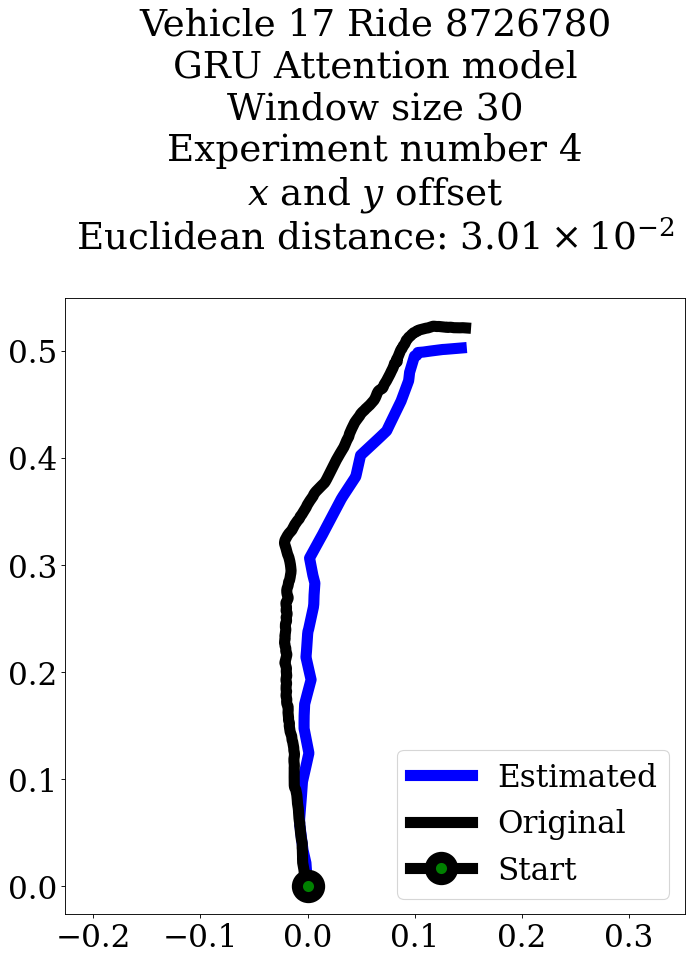 Vehicle 17 Ride 8726780
GRU Attention model
Window size 30
Experiment number 4
x and y offset
Euclidean distance: 3.01 × 10⁻²
0.5
0.4
0.3
0.2
0.1
0.0
Estimated
Original
Start
−0.2 −0.1 0.0 0.1 0.2 0.3